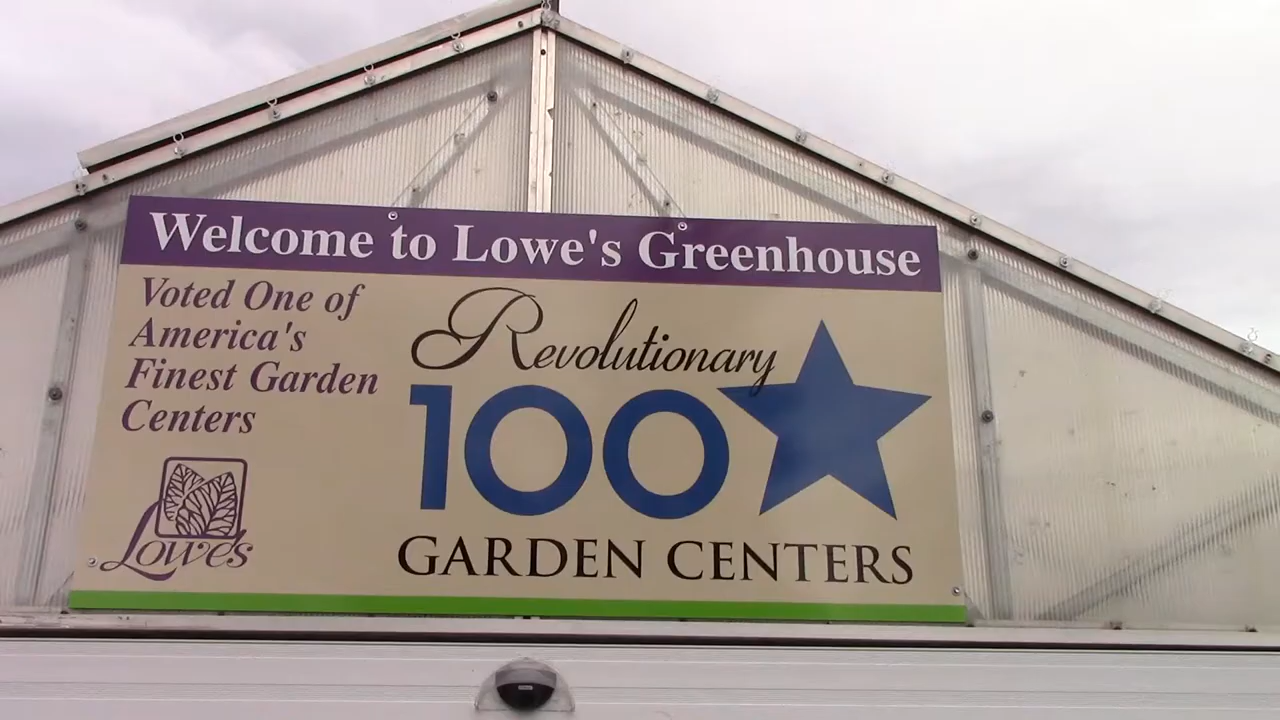 Welcome to Lowe's Greenhouse
Voted One of
America's
Finest Garden
Centers
Lowe's
Revolutionary
100
GARDEN CENTERS